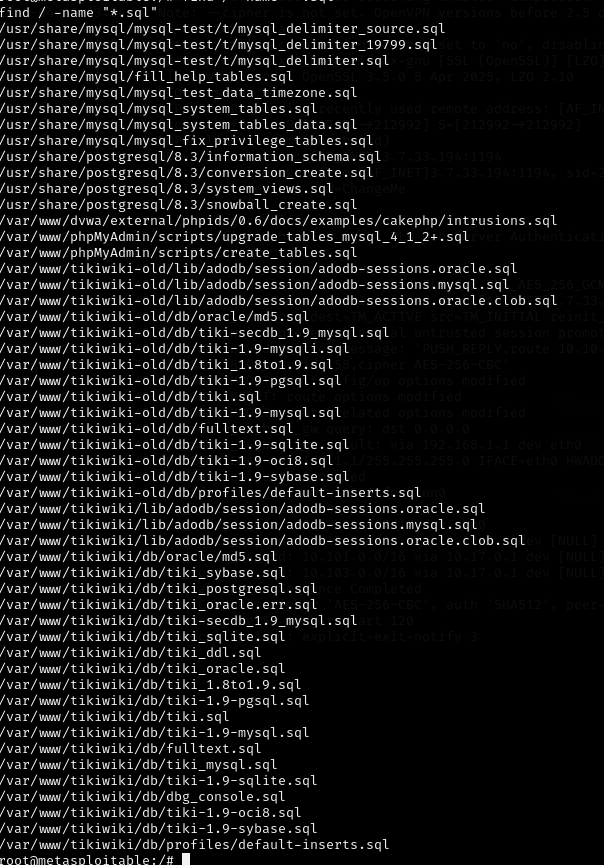 find / -name "*.sql"
/usr/share/mysql/mysql-test/t/mysql_delimiter_source.sql
/usr/share/mysql/mysql-test/t/mysql_delimiter_19799.sql
/usr/share/mysql/mysql-test/t/mysql_delimiter.sql
/usr/share/mysql/fill_help_tables.sql
/usr/share/mysql/mysql_test_data_timezone.sql
/usr/share/mysql/mysql_system_tables.sql
/usr/share/mysql/mysql_system_tables_data.sql
/usr/share/mysql/mysql_fix_privilege_tables.sql
/usr/share/postgresql/8.3/information_schema.sql
/usr/share/postgresql/8.3/conversion_create.sql
/usr/share/postgresql/8.3/system_views.sql
/usr/share/postgresql/8.3/snowball_create.sql
/var/www/dvwa/external/phpids/0.6/docs/examples/cakephp/intrusions.sql
/var/www/phpMyAdmin/scripts/upgrade_tables_mysql_4_1_2+.sql
/var/www/phpMyAdmin/scripts/create_tables.sql
/var/www/tikiwiki-old/lib/adodb/session/adodb-sessions.oracle.sql
/var/www/tikiwiki-old/lib/adodb/session/adodb-sessions.mysql.sql
/var/www/tikiwiki-old/lib/adodb/session/adodb-sessions.oracle.clob.sql
/var/www/tikiwiki-old/db/oracle/md5.sql
/var/www/tikiwiki-old/db/tiki-secdb_1.9_mysql.sql
/var/www/tikiwiki-old/db/tiki-1.9-mysqli.sql
/var/www/tikiwiki-old/db/tiki_1.8to1.9.sql
/var/www/tikiwiki-old/db/tiki-1.9-pgsql.sql
/var/www/tikiwiki-old/db/tiki.sql
/var/www/tikiwiki-old/db/tiki-1.9-mysql.sql
/var/www/tikiwiki-old/db/fulltext.sql
/var/www/tikiwiki-old/db/tiki-1.9-sqlite.sql
/var/www/tikiwiki-old/db/tiki-1.9-oci8.sql
/var/www/tikiwiki-old/db/tiki-1.9-sybase.sql
/var/www/tikiwiki-old/db/profiles/default-inserts.sql
/var/www/tikiwiki/lib/adodb/session/adodb-sessions.oracle.sql
/var/www/tikiwiki/lib/adodb/session/adodb-sessions.mysql.sql
/var/www/tikiwiki/lib/adodb/session/adodb-sessions.oracle.clob.sql
/var/www/tikiwiki/db/oracle/md5.sql
/var/www/tikiwiki/db/tiki_sybase.sql
/var/www/tikiwiki/db/tiki_postgresql.sql
/var/www/tikiwiki/db/tiki_oracle.err.sql
/var/www/tikiwiki/db/tiki-secdb_1.9_mysql.sql
/var/www/tikiwiki/db/tiki_sqlite.sql
/var/www/tikiwiki/db/tiki_ddl.sql
/var/www/tikiwiki/db/tiki_oracle.sql
/var/www/tikiwiki/db/tiki_1.8to1.9.sql
/var/www/tikiwiki/db/tiki-1.9-pgsql.sql
/var/www/tikiwiki/db/tiki.sql
/var/www/tikiwiki/db/tiki-1.9-mysql.sql
/var/www/tikiwiki/db/fulltext.sql
/var/www/tikiwiki/db/tiki_mysql.sql
/var/www/tikiwiki/db/tiki-1.9-sqlite.sql
/var/www/tikiwiki/db/dbg_console.sql
/var/www/tikiwiki/db/tiki-1.9-oci8.sql
/var/www/tikiwiki/db/tiki-1.9-sybase.sql
/var/www/tikiwiki/db/profiles/default-inserts.sql
root@metasploitable:/#